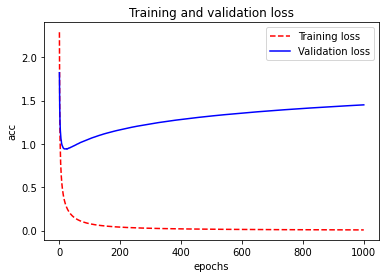 Training and validation loss
Training loss
Validation loss
2.0
1.5
1.0
0.5
0.0
acc
0 200 400 600 800 1000
epochs